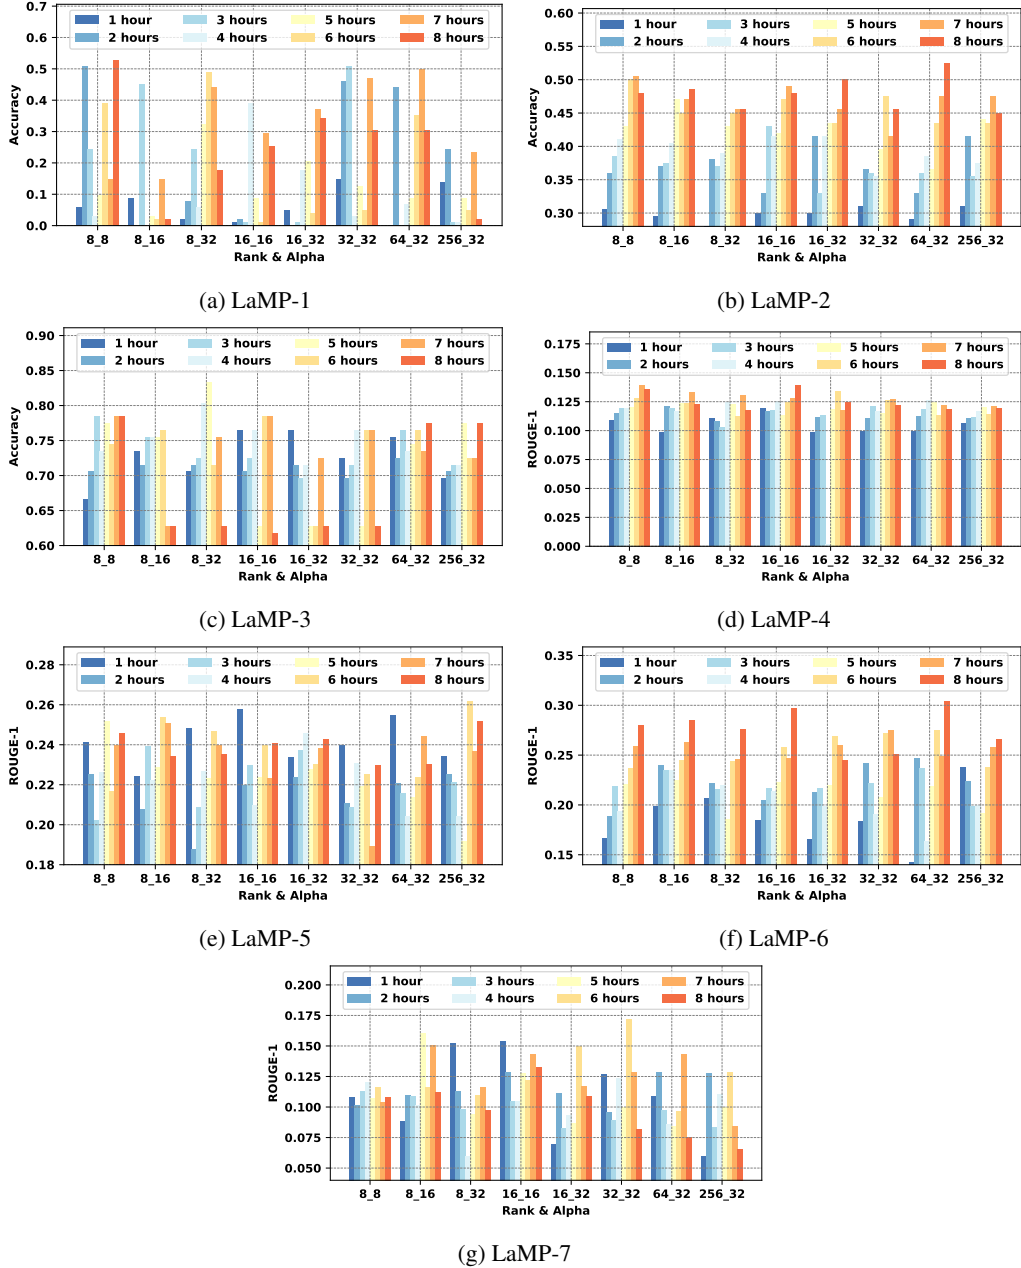 0.7
0.6
0.5
0.4
0.3
0.2
0.1
0.0
Accuracy
1 hour 3 hours 5 hours 7 hours
2 hours 4 hours 6 hours 8 hours
8_8 8_16 8_32 16_16 16_32 32_32 64_32 256_32
Rank & Alpha
(a) LaMP-1
0.60
0.55
0.50
0.45
0.40
0.35
0.30
Accuracy
1 hour 3 hours 5 hours 7 hours
2 hours 4 hours 6 hours 8 hours
8_8 8_16 8_32 16_16 16_32 32_32 64_32 256_32
Rank & Alpha
(b) LaMP-2
0.90
0.85
0.80
0.75
0.70
0.65
0.60
Accuracy
1 hour 3 hours 5 hours 7 hours
2 hours 4 hours 6 hours 8 hours
8_8 8_16 8_32 16_16 16_32 32_32 64_32 256_32
Rank & Alpha
(c) LaMP-3
0.175
0.150
0.125
0.100
0.075
0.050
0.025
0.000
ROUGE-1
1 hour 3 hours 5 hours 7 hours
2 hours 4 hours 6 hours 8 hours
8_8 8_16 8_32 16_16 16_32 32_32 64_32 256_32
Rank & Alpha
(d) LaMP-4
0.28
0.26
0.24
0.22
0.20
0.18
ROUGE-1
1 hour 3 hours 5 hours 7 hours
2 hours 4 hours 6 hours 8 hours
8_8 8_16 8_32 16_16 16_32 32_32 64_32 256_32
Rank & Alpha
(e) LaMP-5
0.35
0.30
0.25
0.20
0.15
ROUGE-1
1 hour 3 hours 5 hours 7 hours
2 hours 4 hours 6 hours 8 hours
8_8 8_16 8_32 16_16 16_32 32_32 64_32 256_32
Rank & Alpha
(f) LaMP-6
0.200
0.175
0.150
0.125
0.100
0.075
0.050
ROUGE-1
1 hour 3 hours 5 hours 7 hours
2 hours 4 hours 6 hours 8 hours
8_8 8_16 8_32 16_16 16_32 32_32 64_32 256_32
Rank & Alpha
(g) LaMP-7